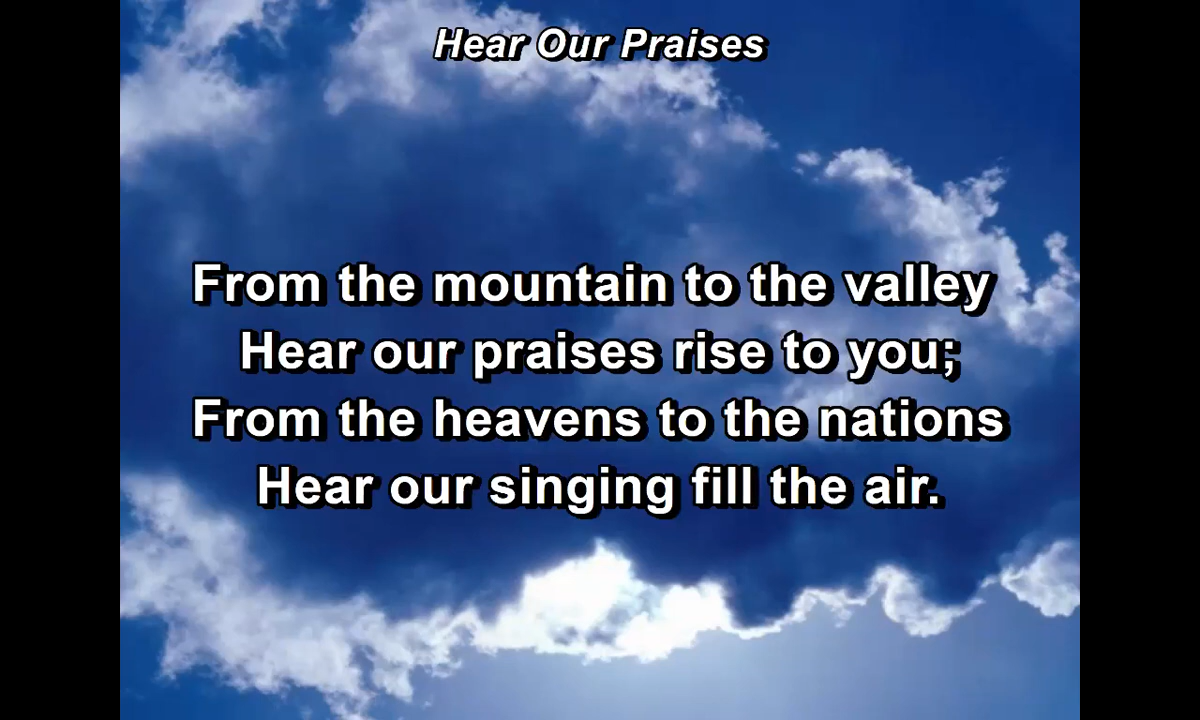 Hear Our Praises
From the mountain to the valley
Hear our praises rise to you;
From the heavens to the nations
Hear our singing fill the air.